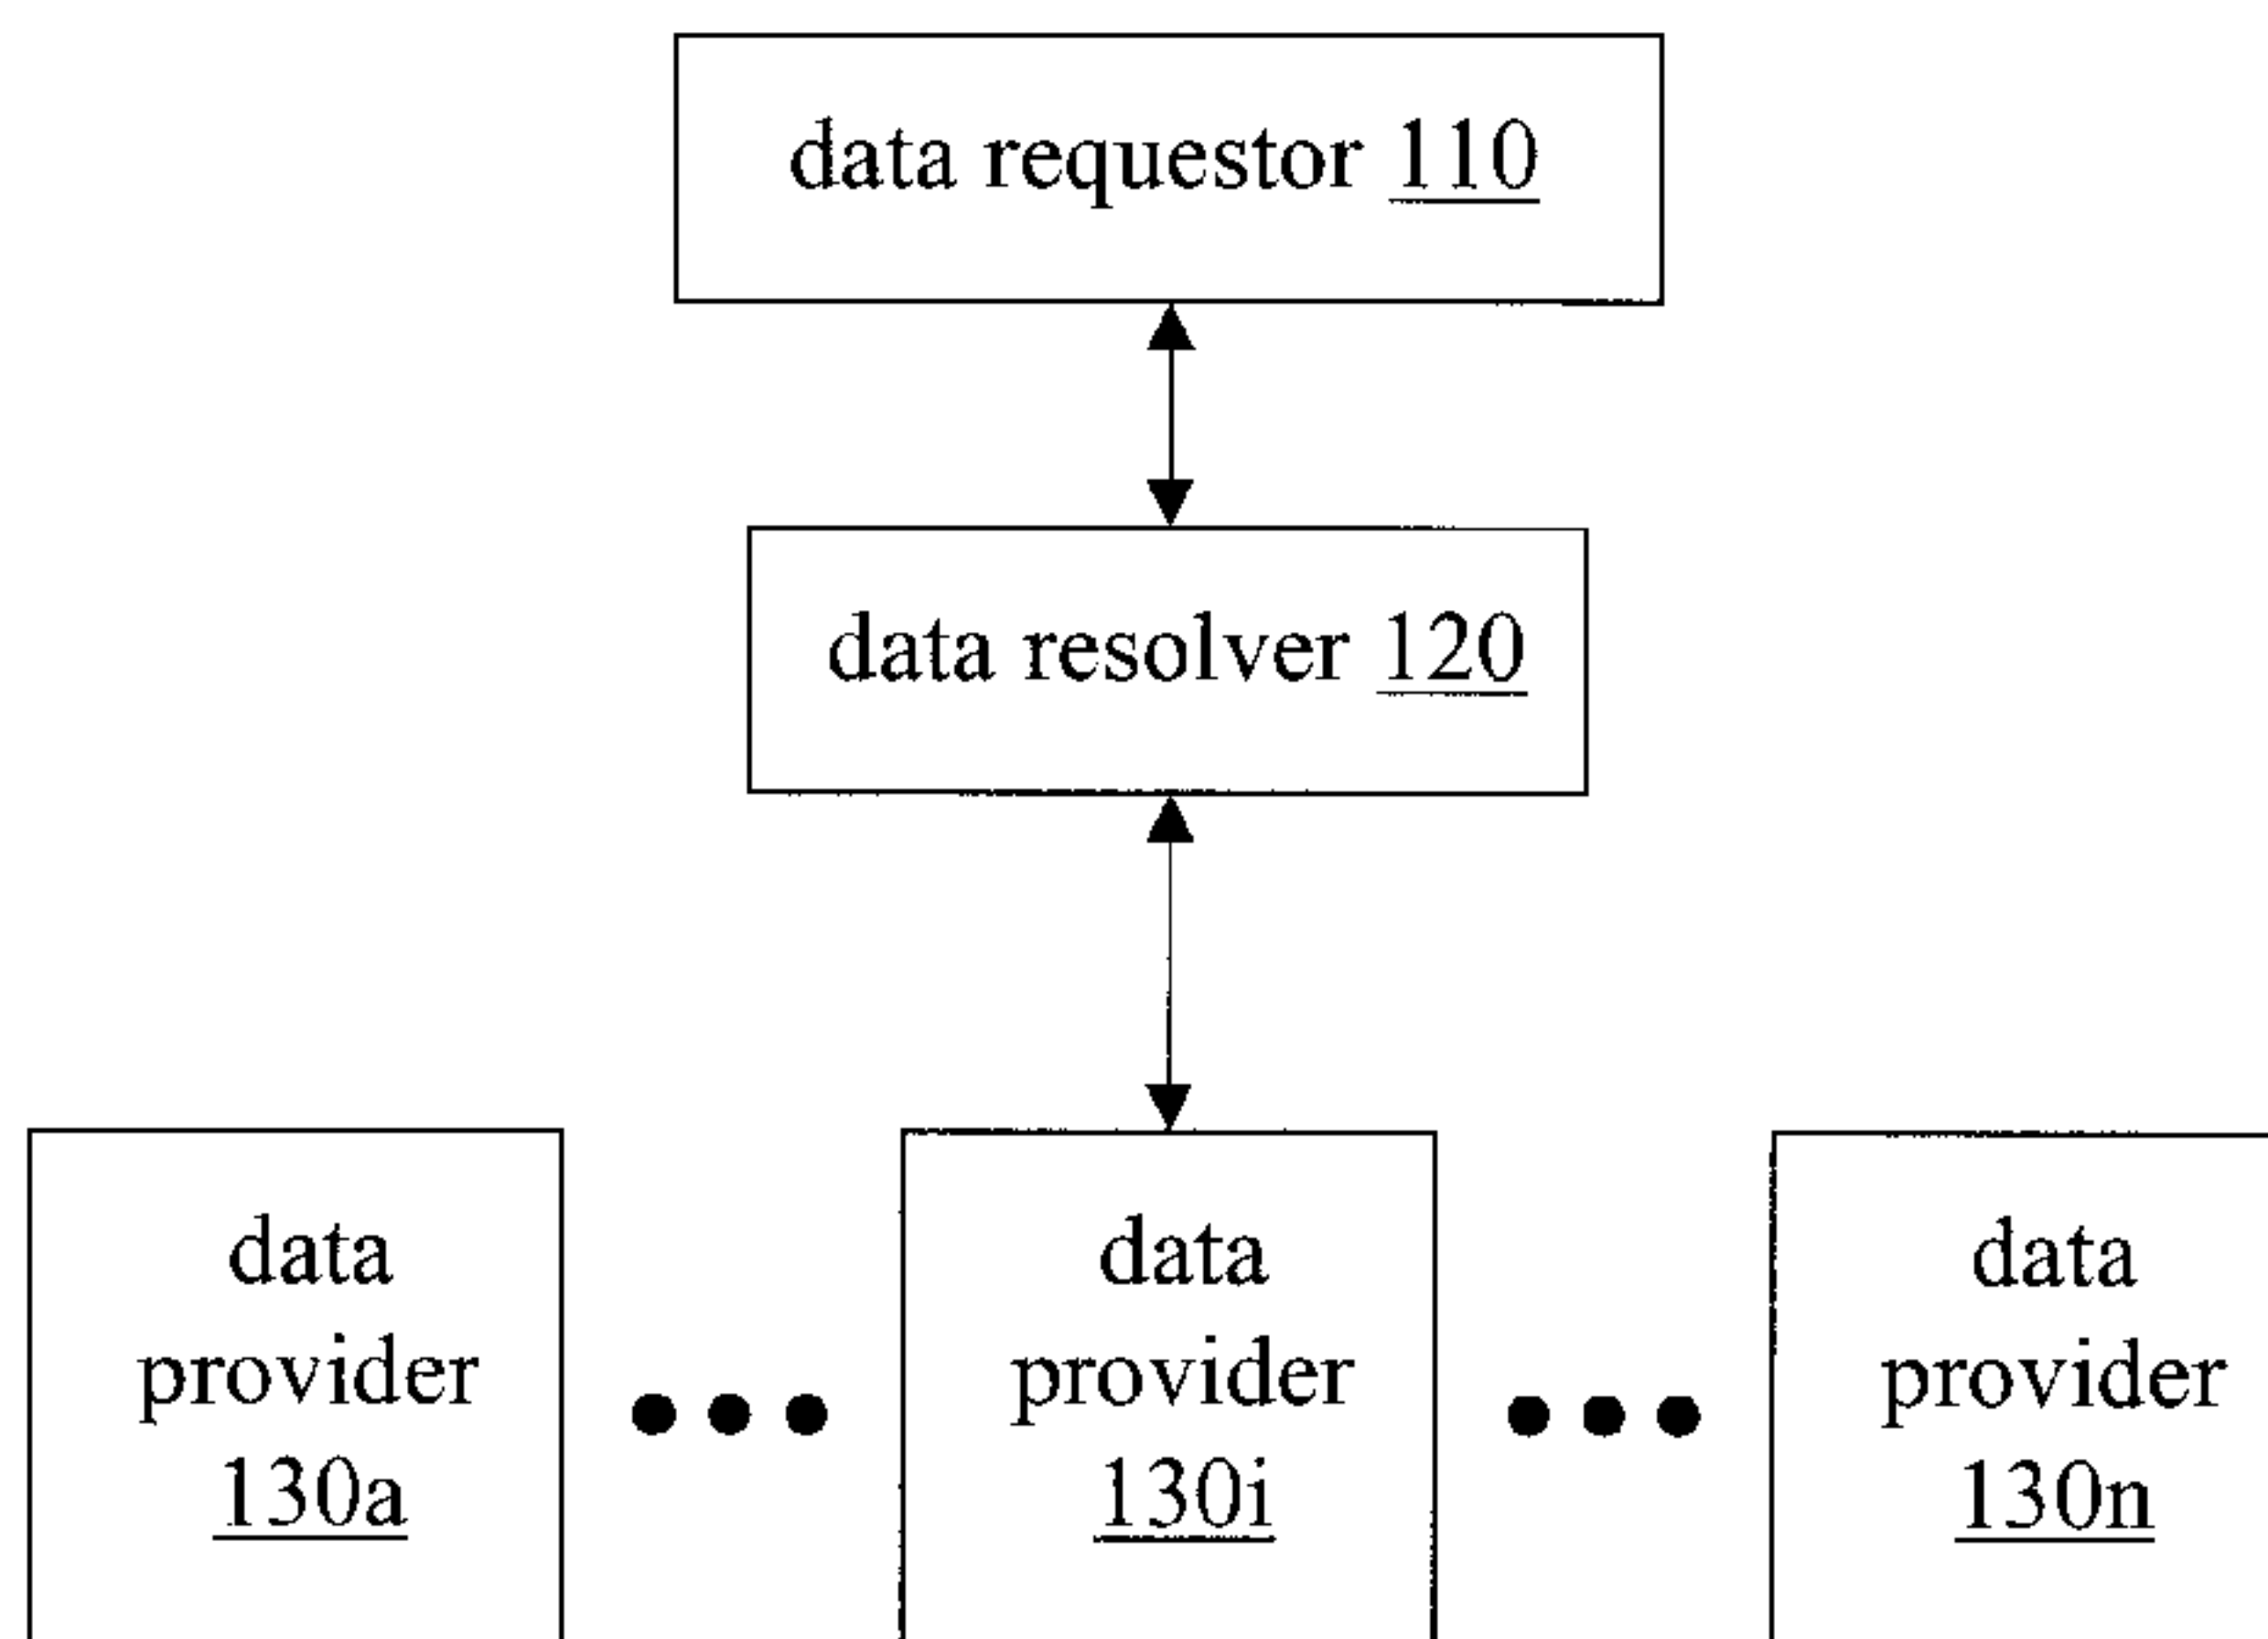 data requestor 110
data resolver 120
data
provider
130a
data
provider
130i
data
provider
130n